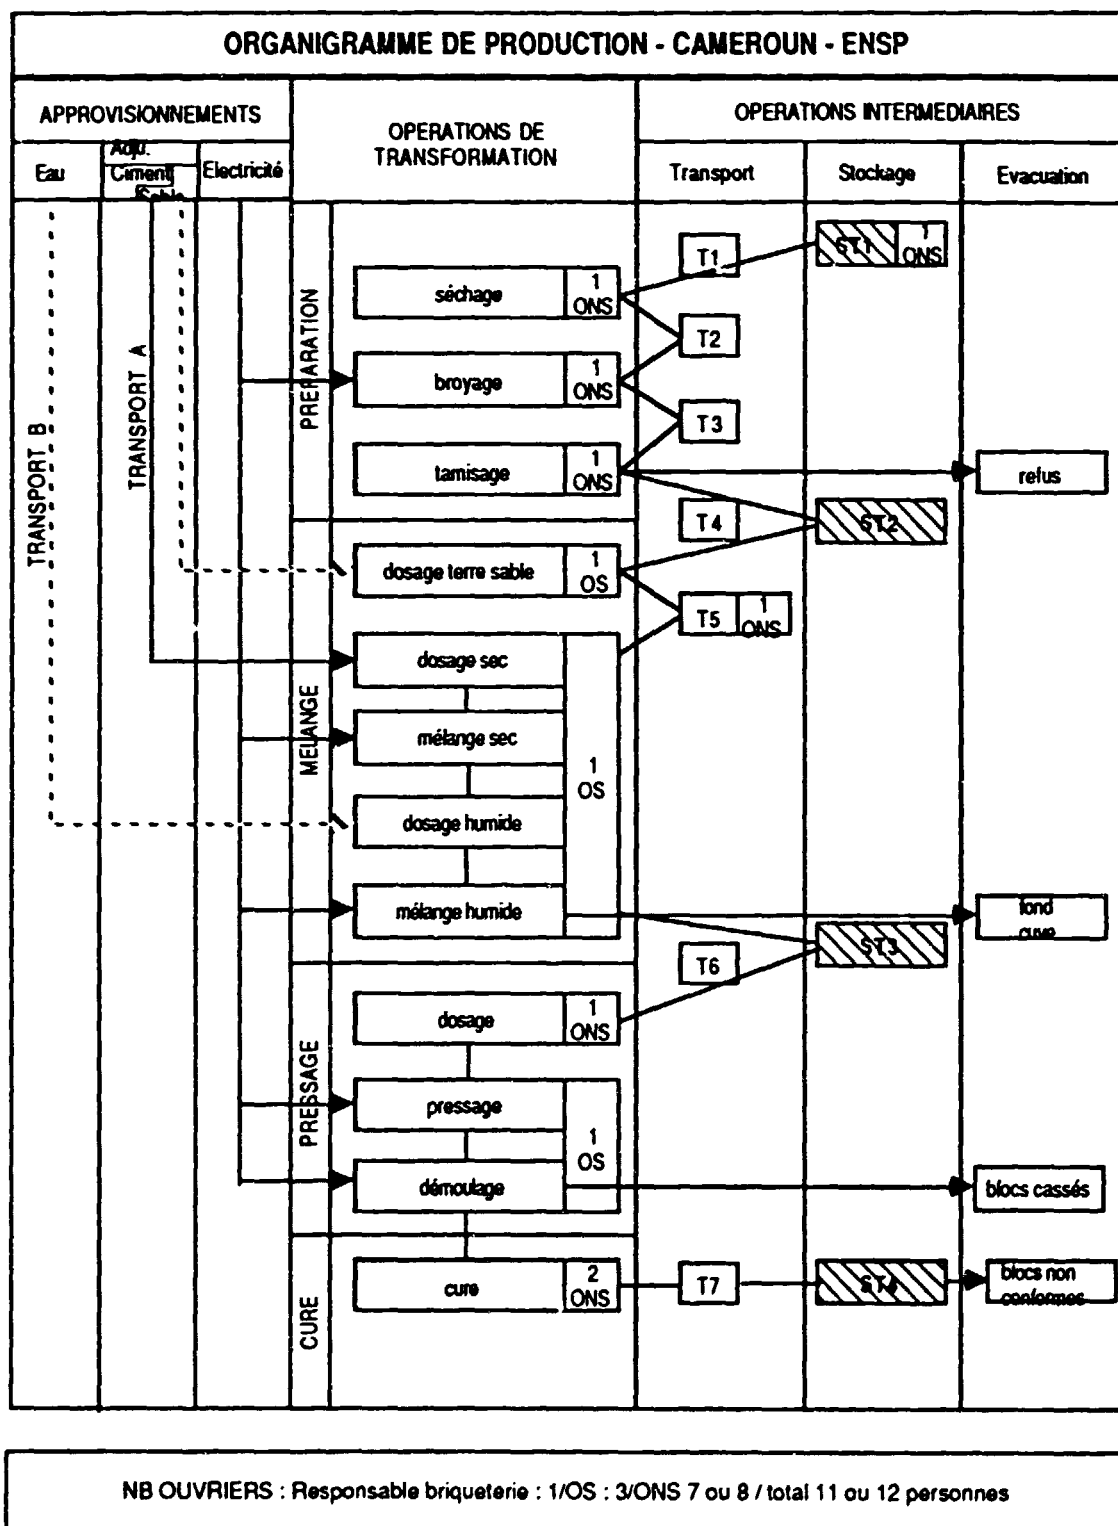 ORGANIGRAMME DE PRODUCTION - CAMEROUN - ENSP
APPROVISIONNEMENTS
OPERATIONS DE
TRANSFORMATION
OPERATIONS INTERMEDIAIRES
Eau
Adju.
Ciment
Sable
Electricité
Transport
Stockage
Evacuation
TRANSPORT B
TRANSPORT A
PREPARATION
séchage
1
ONS
T1
ST1
1
ONS
T2
broyage
1
ONS
T3
tamisage
1
ONS
refus
T4
ST2
MELANGE
dosage terre sable
1
OS
T5
1
ONS
dosage sec
mélange sec
1
OS
dosage humide
mélange humide
fond
cuve
ST3
T6
PRESSAGE
dosage
1
ONS
pressage
1
OS
démoulage
blocs cassés
CURE
cure
2
ONS
T7
ST4
blocs non
conformes
NB OUVRIERS : Responsable briqueterie : 1/OS : 3/ONS 7 ou 8 / total 11 ou 12 personnes